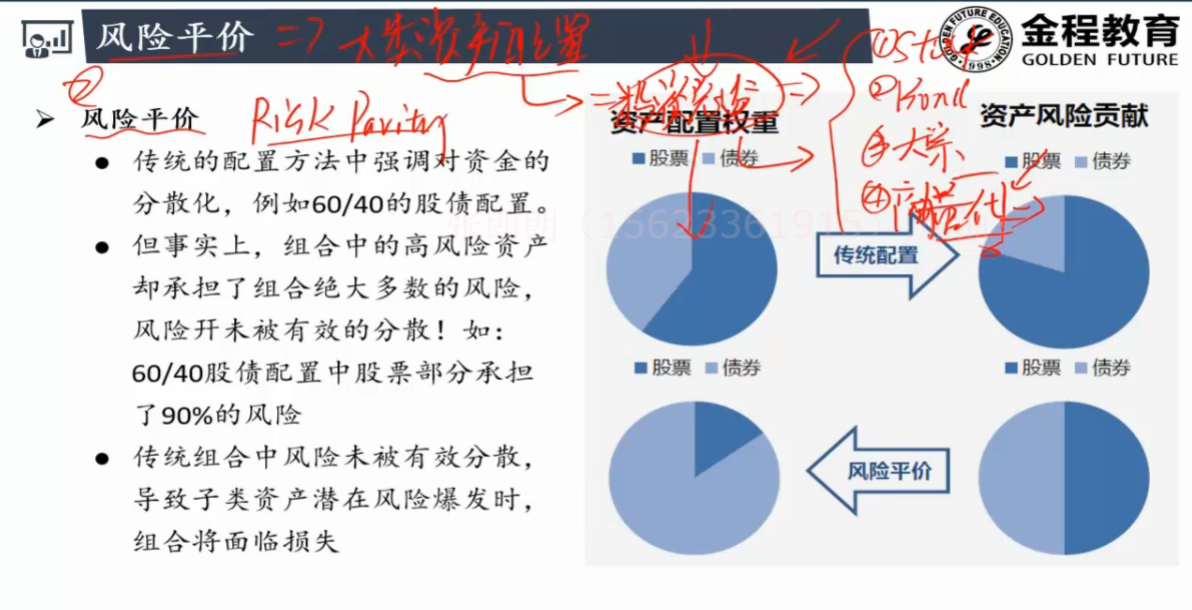 风险平价 => 大类资产配置
金程教育
GOLDEN FUTURE
GOLDEN FUTURE EDUCATION
1998
②
风险平价 Risk Parity
传统的配置方法中强调对资金的
分散化，例如60/40的股债配置。
但事实上，组合中的高风险资产
却承担了组合绝大多数的风险，
风险幵未被有效的分散！如：
60/40股债配置中股票部分承担
了90%的风险
传统组合中风险未被有效分散，
导致子类资产潜在风险爆发时，
组合将面临损失
资产配置权重
股票 债券
①Stock
②Bond
③大宗
④
资产风险贡献
股票 债券
传统配置
股票 债券
股票 债券
风险平价